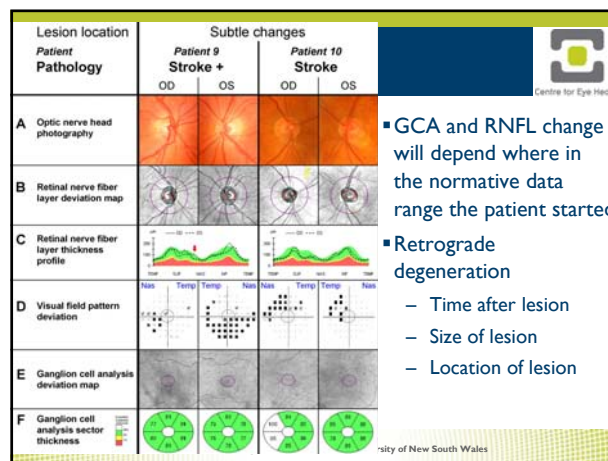 Lesion location
Subtle changes
Patient
Pathology
Patient 9
Stroke +
Patient 10
Stroke
OD
OS
OD
OS
A
Optic nerve head
photography
B
Retinal nerve fiber
layer deviation map
C
Retinal nerve fiber
layer thickness
profile
D
Visual field pattern
deviation
Nas
Temp
Temp
Nas
Nas
Temp
Temp
Nas
E
Ganglion cell analysis
deviation map
F
Ganglion cell
analysis sector
thickness
Centre for Eye Hea
▪GCA and RNFL change
will depend where in
the normative data
range the patient started
▪Retrograde
degeneration
– Time after lesion
– Size of lesion
– Location of lesion
rsity of New South Wales